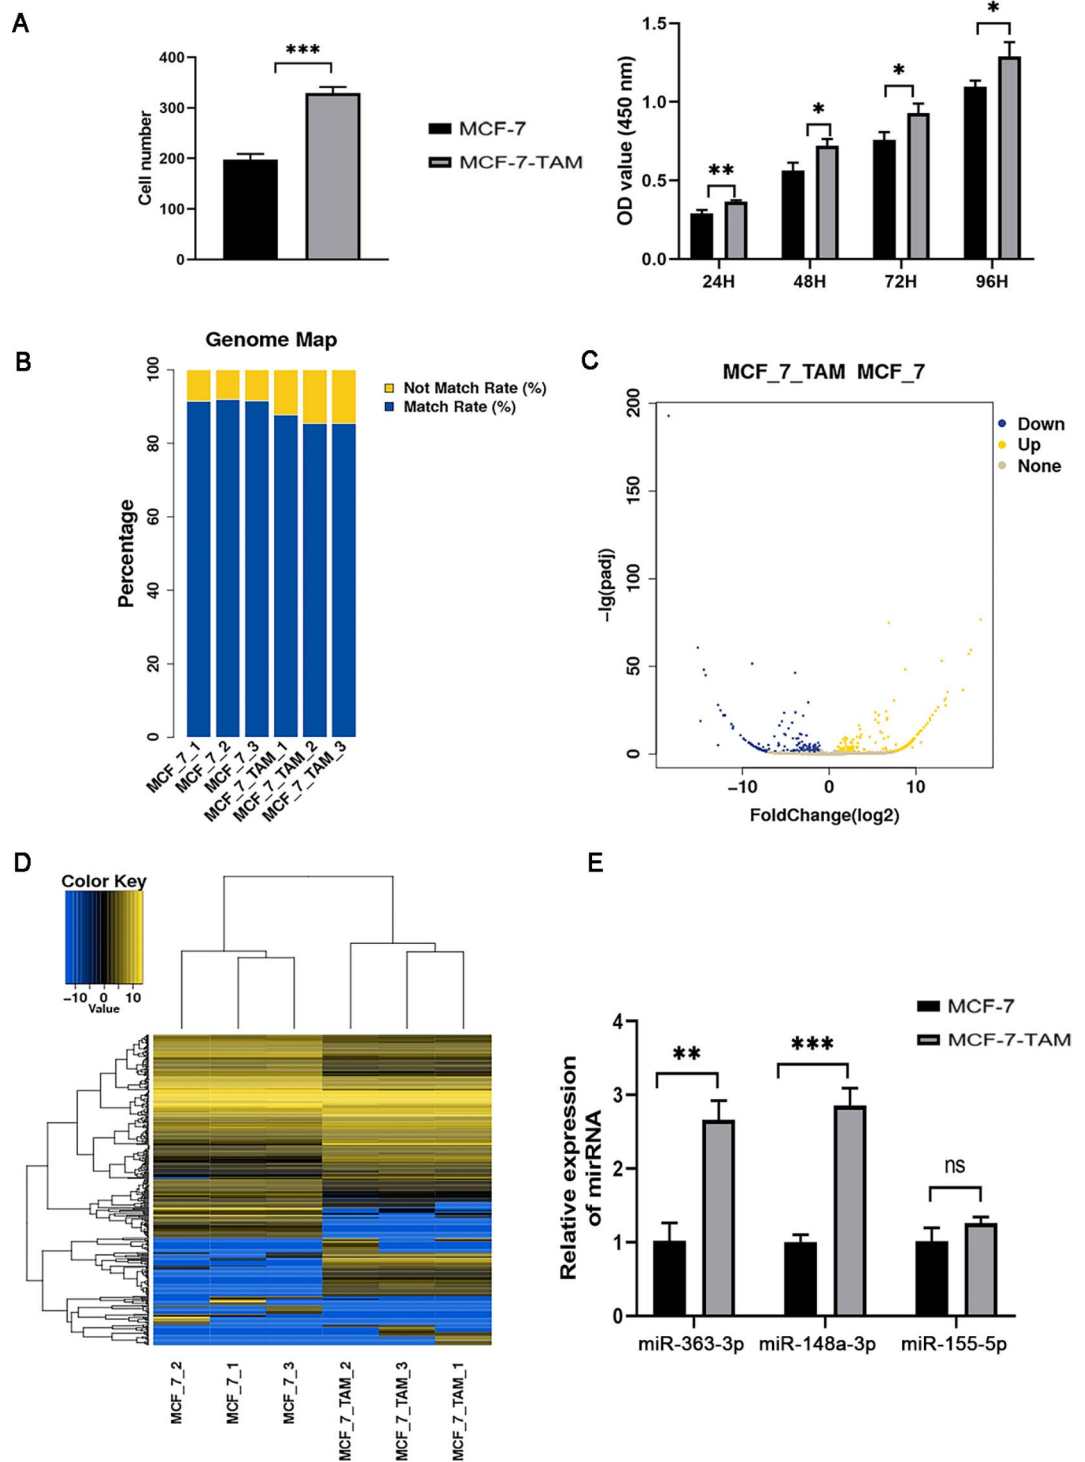 A
***
400
300
200
100
0
Cell number
MCF-7
MCF-7-TAM
1.5
1.0
0.5
0.0
OD value (450 nm)
**
*
*
*
24H
48H
72H
96H
B
Genome Map
100
80
60
40
20
0
Percentage
Not Match Rate (%)
Match Rate (%)
MCF_7_1
MCF_7_2
MCF_7_3
MCF_7_TAM_1
MCF_7_TAM_2
MCF_7_TAM_3
C
MCF_7_TAM MCF_7
200
150
100
50
0
−lg(padj)
Down
Up
None
−10
0
10
FoldChange(log2)
D
Color Key
−10 0 10
Value
MCF_7_2
MCF_7_1
MCF_7_3
MCF_7_TAM_2
MCF_7_TAM_3
MCF_7_TAM_1
E
MCF-7
MCF-7-TAM
4
3
2
1
0
Relative expression
of mirRNA
**
***
ns
miR-363-3p
miR-148a-3p
miR-155-5p